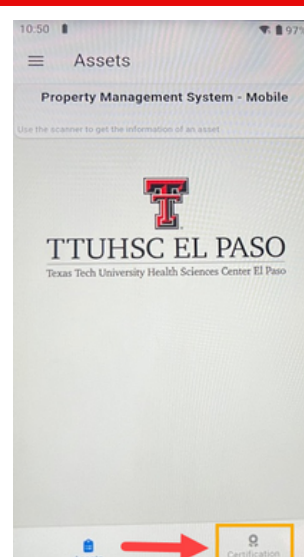 10:50
97%
Assets
Property Management System - Mobile
Use the scanner to get the information of an asset
TTUHSC EL PASO
Texas Tech University Health Sciences Center El Paso
Certification